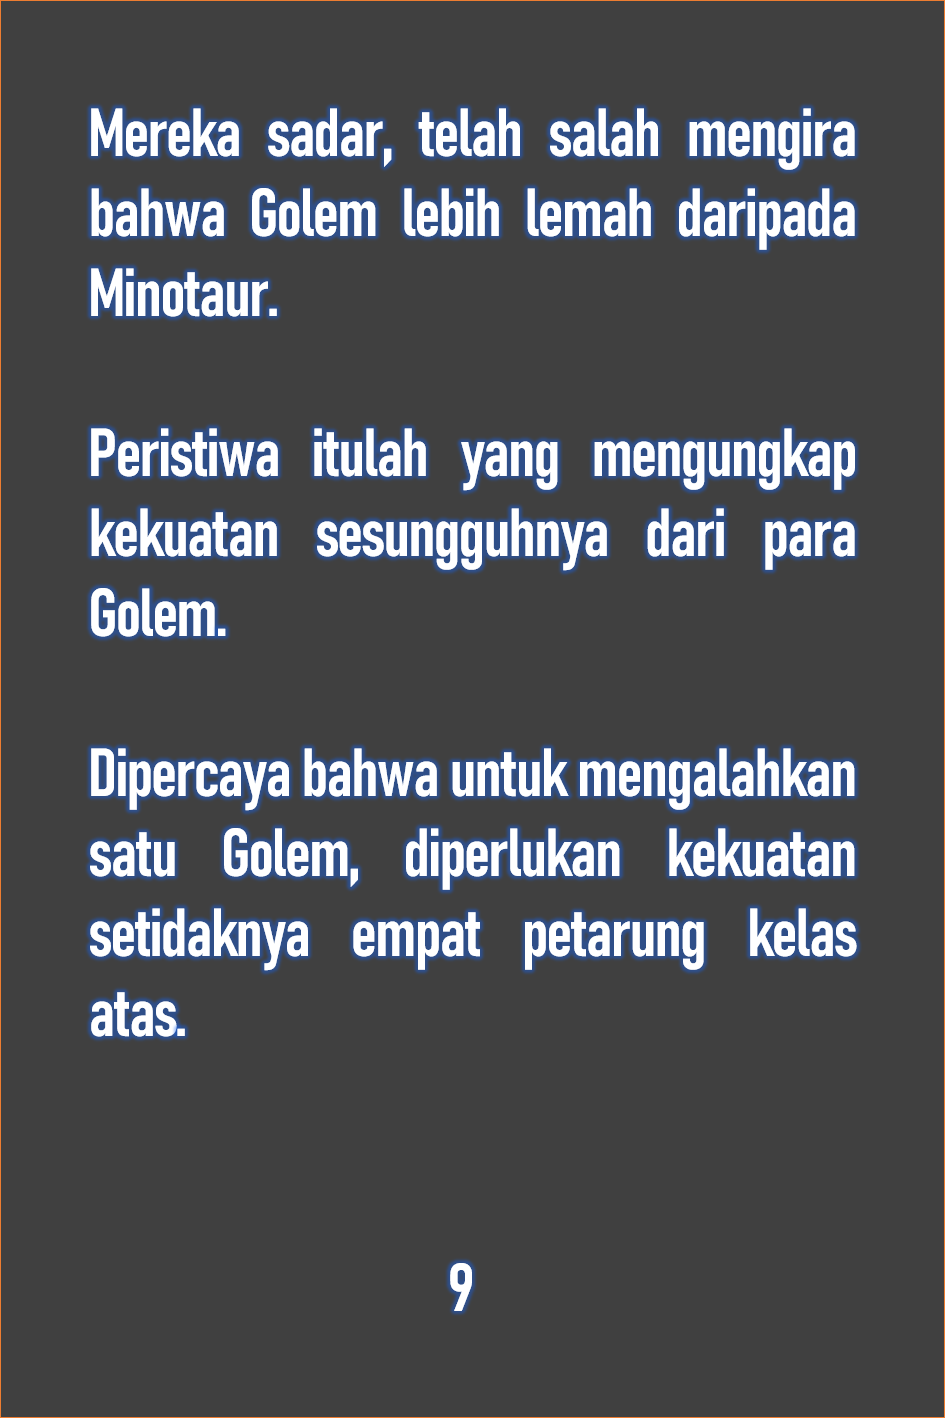 Mereka sadar, telah salah mengira
bahwa Golem lebih lemah daripada
Minotaur.
Peristiwa itulah yang mengungkap
kekuatan sesungguhnya dari para
Golem.
Dipercaya bahwa untuk mengalahkan
satu Golem, diperlukan kekuatan
setidaknya empat petarung kelas
atas.
9